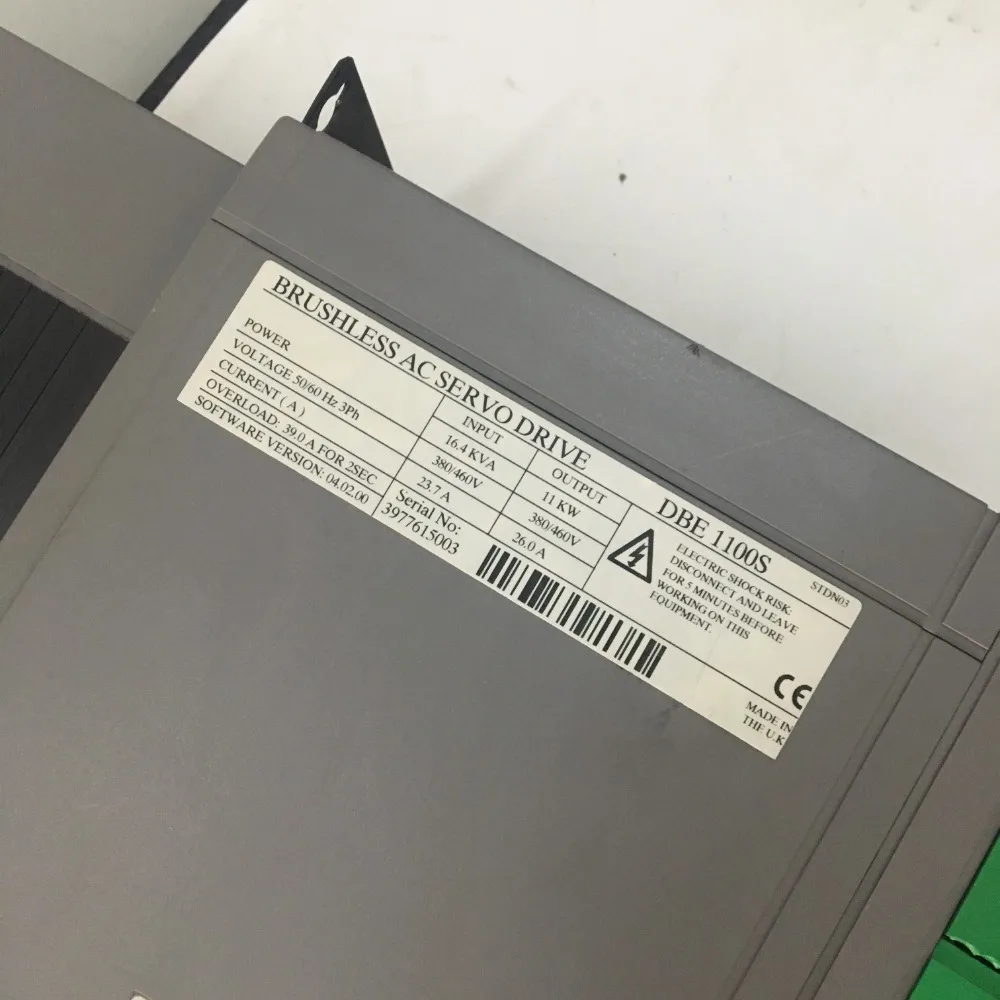 BRUSHLESS AC SERVO DRIVE DBE 1100S STDN03
INPUT OUTPUT
POWER 16.4 KVA 11 KW
VOLTAGE 50/60 Hz 3Ph 380/460V 380/460V
CURRENT ( A ) 23.7 A 26.0 A
OVERLOAD: 39.0 A FOR 2SEC
SOFTWARE VERSION: 04.02.00
Serial No:
3977615003
ELECTRIC SHOCK RISK:
DISCONNECT AND LEAVE
FOR 5 MINUTES BEFORE
WORKING ON THIS
EQUIPMENT.
CE
MADE IN
THE U.K